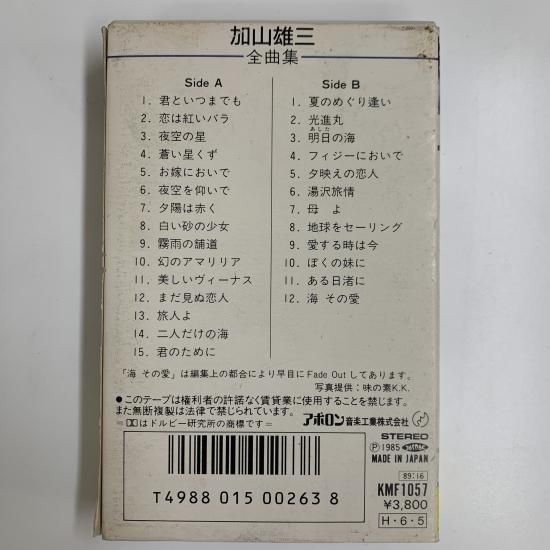 加山雄三
全曲集
Side A
1. 君といつまでも
2. 恋は紅いバラ
3. 夜空の星
4. 蒼い星くず
5. お嫁においで
6. 夜空を仰いで
7. 夕陽は赤く
8. 白い砂の少女
9. 霧雨の舗道
10. 幻のアマリリア
11. 美しいヴィーナス
12. まだ見ぬ恋人
13. 旅人よ
14. 二人だけの海
15. 君のために
Side B
1. 夏のめぐり逢い
2. 光進丸
あした
3. 明日の海
4. フィジーにおいで
5. 夕映えの恋人
6. 湯沢旅情
7. 母 よ
8. 地球をセーリング
9. 愛する時は今
10. ぼくの妹に
11. ある日渚に
12. 海 その愛
「海 その愛」は編集上の都合により早目にFade Outしてあります。
写真提供:味の素K.K.
●このテープは権利者の許諾なく賃貸業に使用することを禁じます。
また無断複製は法律で禁じられています。
=DDはドルビー研究所の商標です=
アポロン音楽工業株式会社
STEREO
Ⓟ1985
MADE IN JAPAN
T4988 015 00263 8
89:16
KMF1057
¥3,800
H・6・5